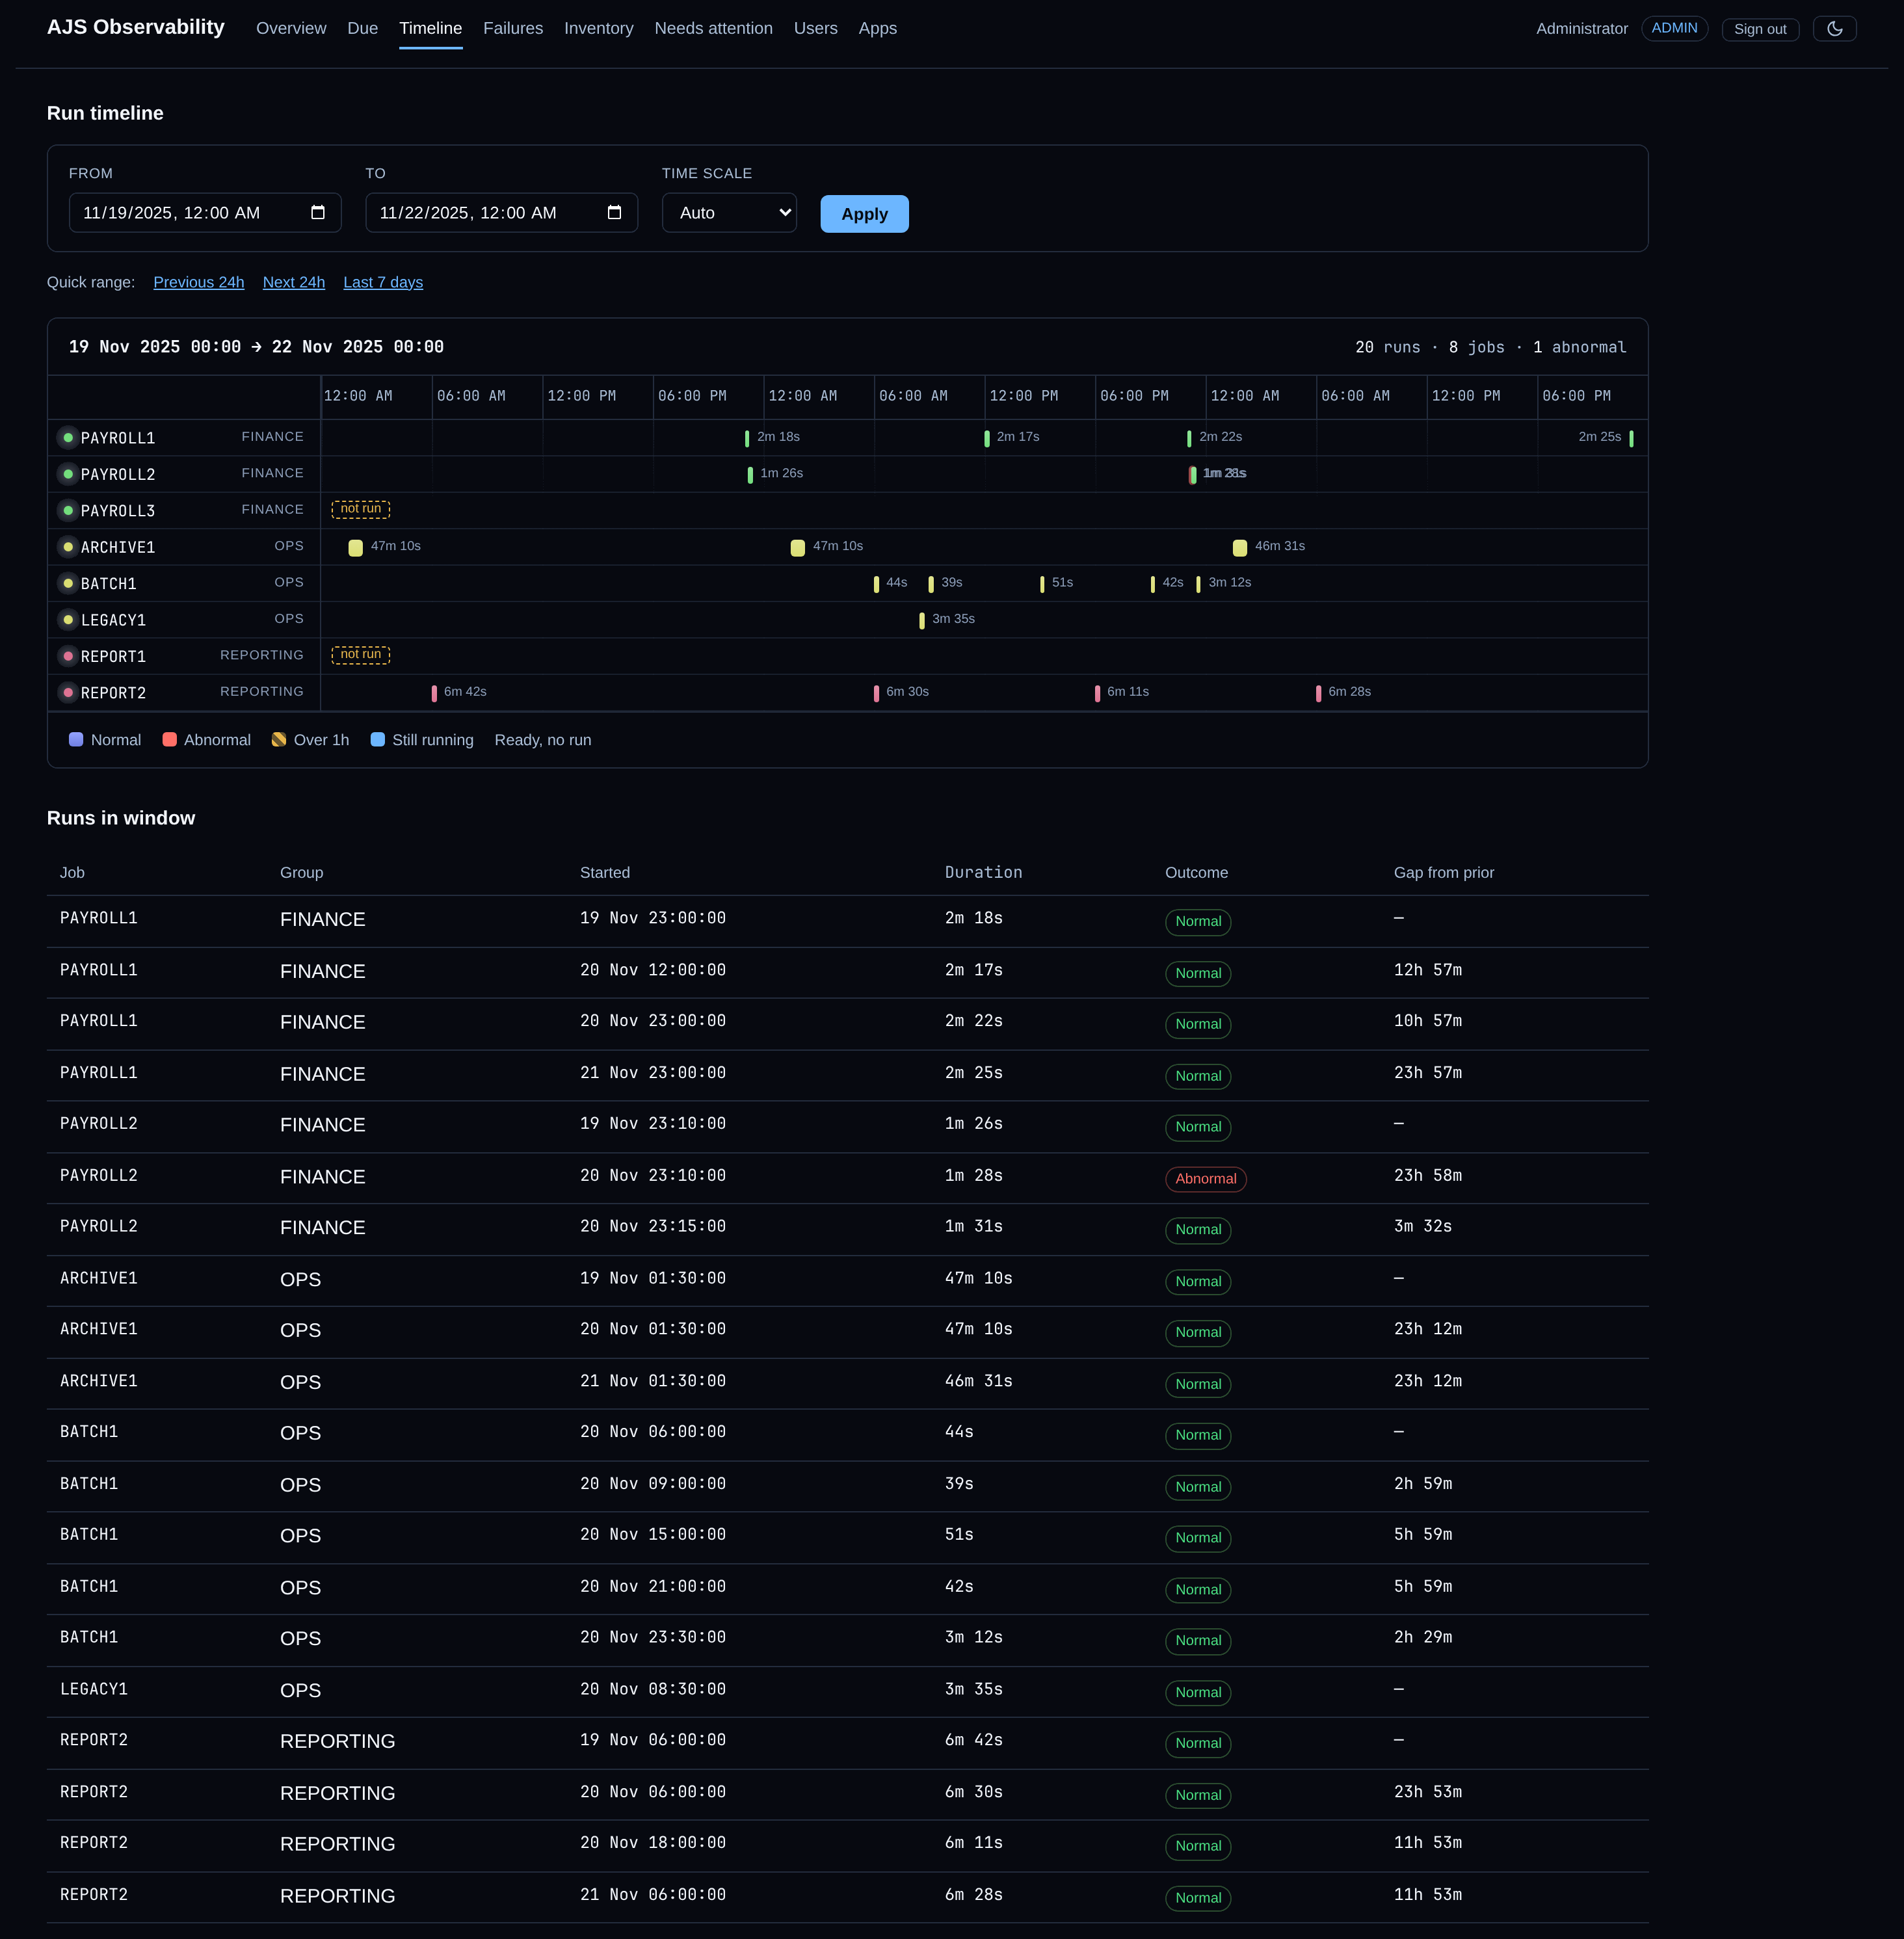 AJS Observability Overview Due Timeline Failures Inventory Needs attention Users Apps Administrator ADMIN Sign out
Run timeline
FROM TO TIME SCALE
11/19/2025, 12:00 AM 11/22/2025, 12:00 AM Auto Apply
Quick range: Previous 24h Next 24h Last 7 days
19 Nov 2025 00:00 → 22 Nov 2025 00:00 20 runs · 8 jobs · 1 abnormal
12:00 AM 06:00 AM 12:00 PM 06:00 PM 12:00 AM 06:00 AM 12:00 PM 06:00 PM 12:00 AM 06:00 AM 12:00 PM 06:00 PM
PAYROLL1 FINANCE 2m 18s 2m 17s 2m 22s 2m 25s
PAYROLL2 FINANCE 1m 26s
PAYROLL3 FINANCE not run
ARCHIVE1 OPS 47m 10s 47m 10s 46m 31s
BATCH1 OPS 44s 39s 51s 42s 3m 12s
LEGACY1 OPS 3m 35s
REPORT1 REPORTING not run
REPORT2 REPORTING 6m 42s 6m 30s 6m 11s 6m 28s
Normal Abnormal Over 1h Still running Ready, no run
Runs in window
Job Group Started Duration Outcome Gap from prior
PAYROLL1 FINANCE 19 Nov 23:00:00 2m 18s Normal —
PAYROLL1 FINANCE 20 Nov 12:00:00 2m 17s Normal 12h 57m
PAYROLL1 FINANCE 20 Nov 23:00:00 2m 22s Normal 10h 57m
PAYROLL1 FINANCE 21 Nov 23:00:00 2m 25s Normal 23h 57m
PAYROLL2 FINANCE 19 Nov 23:10:00 1m 26s Normal —
PAYROLL2 FINANCE 20 Nov 23:10:00 1m 28s Abnormal 23h 58m
PAYROLL2 FINANCE 20 Nov 23:15:00 1m 31s Normal 3m 32s
ARCHIVE1 OPS 19 Nov 01:30:00 47m 10s Normal —
ARCHIVE1 OPS 20 Nov 01:30:00 47m 10s Normal 23h 12m
ARCHIVE1 OPS 21 Nov 01:30:00 46m 31s Normal 23h 12m
BATCH1 OPS 20 Nov 06:00:00 44s Normal —
BATCH1 OPS 20 Nov 09:00:00 39s Normal 2h 59m
BATCH1 OPS 20 Nov 15:00:00 51s Normal 5h 59m
BATCH1 OPS 20 Nov 21:00:00 42s Normal 5h 59m
BATCH1 OPS 20 Nov 23:30:00 3m 12s Normal 2h 29m
LEGACY1 OPS 20 Nov 08:30:00 3m 35s Normal —
REPORT2 REPORTING 19 Nov 06:00:00 6m 42s Normal —
REPORT2 REPORTING 20 Nov 06:00:00 6m 30s Normal 23h 53m
REPORT2 REPORTING 20 Nov 18:00:00 6m 11s Normal 11h 53m
REPORT2 REPORTING 21 Nov 06:00:00 6m 28s Normal 11h 53m